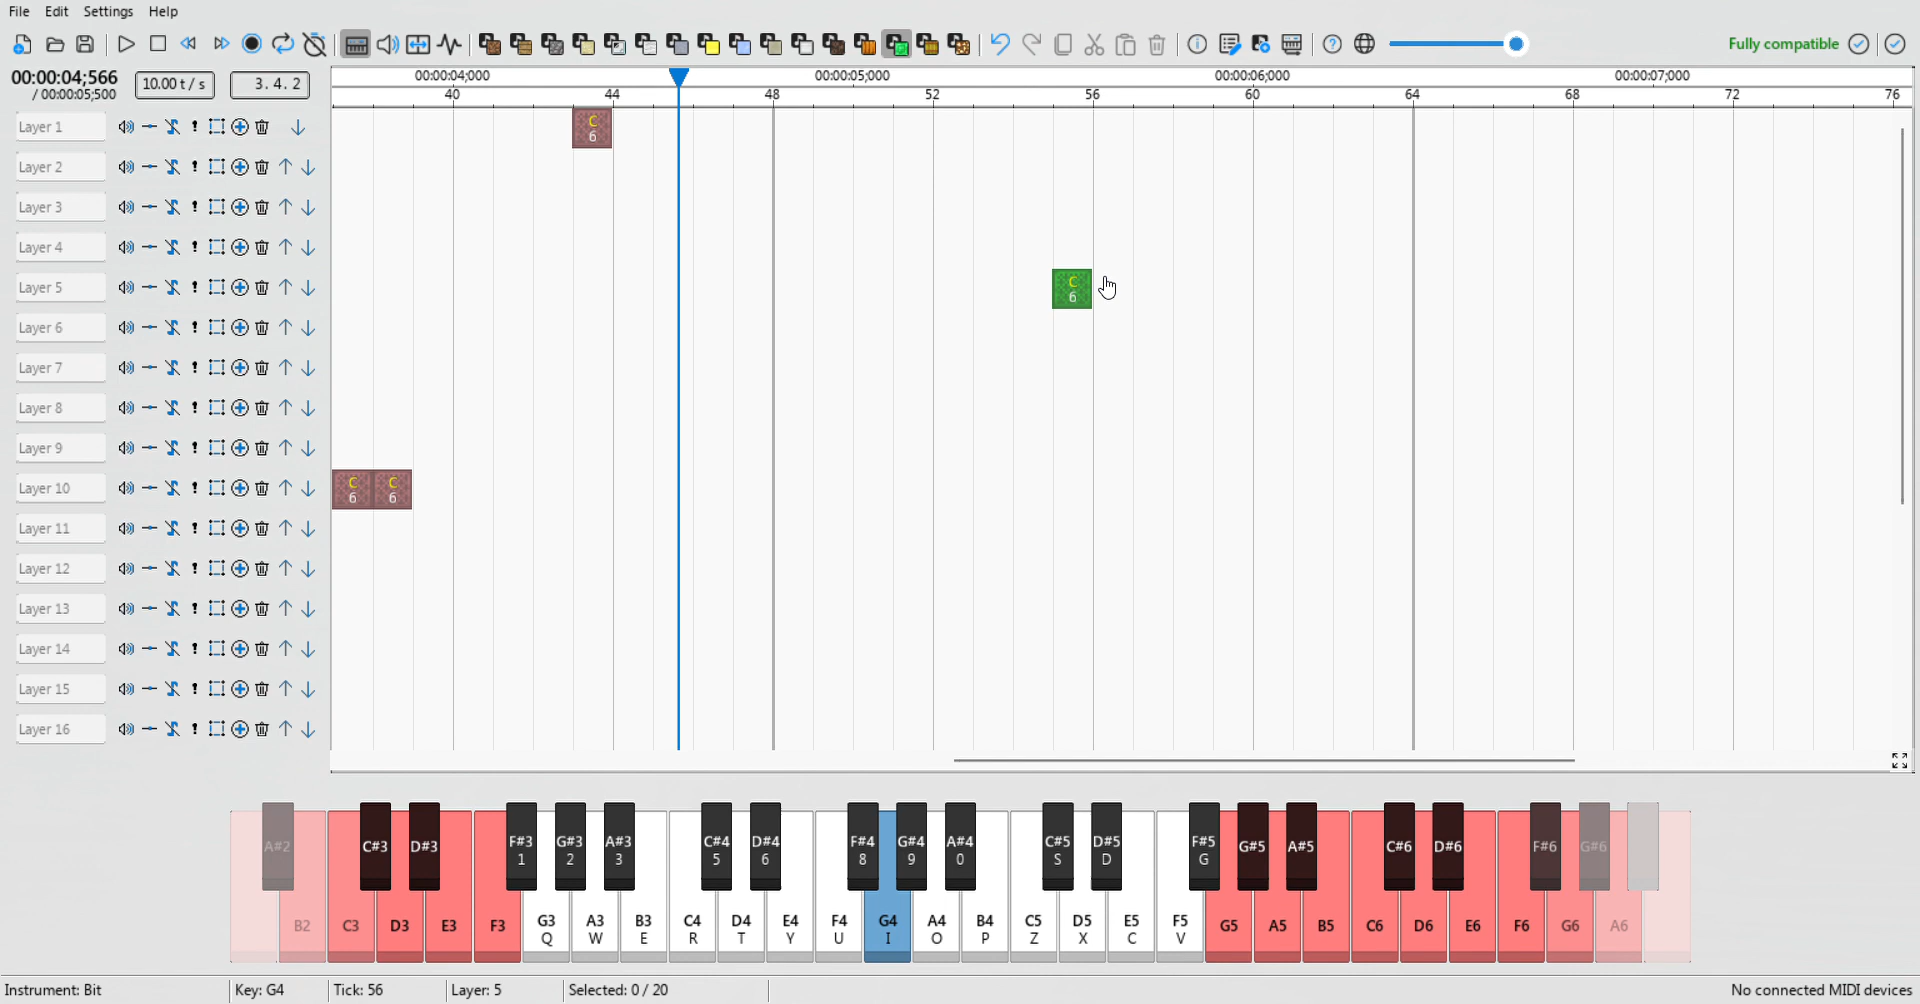 File Edit Settings Help
Fully compatible
00:00:04;566
/ 00:00:05;500
10.00 t / s
3. 4. 2
00:00:04;000 00:00:05;000 00:00:06;000 00:00:07;000
40 44 48 52 56 60 64 68 72 76
Layer 1
C
6
Layer 2
Layer 3
Layer 4
Layer 5
C
6
Layer 6
Layer 7
Layer 8
Layer 9
Layer 10
C C
6 6
Layer 11
Layer 12
Layer 13
Layer 14
Layer 15
Layer 16
A#2 C#3 D#3 F#3 G#3 A#3 C#4 D#4 F#4 G#4 A#4 C#5 D#5 F#5 G#5 A#5 C#6 D#6 F#6 G#6
1 2 3 5 6 8 9 0 S D G
B2 C3 D3 E3 F3 G3 A3 B3 C4 D4 E4 F4 G4 A4 B4 C5 D5 E5 F5 G5 A5 B5 C6 D6 E6 F6 G6 A6
Q W E R T Y U I O P Z X C V
Instrument: Bit Key: G4 Tick: 56 Layer: 5 Selected: 0 / 20 No connected MIDI devices